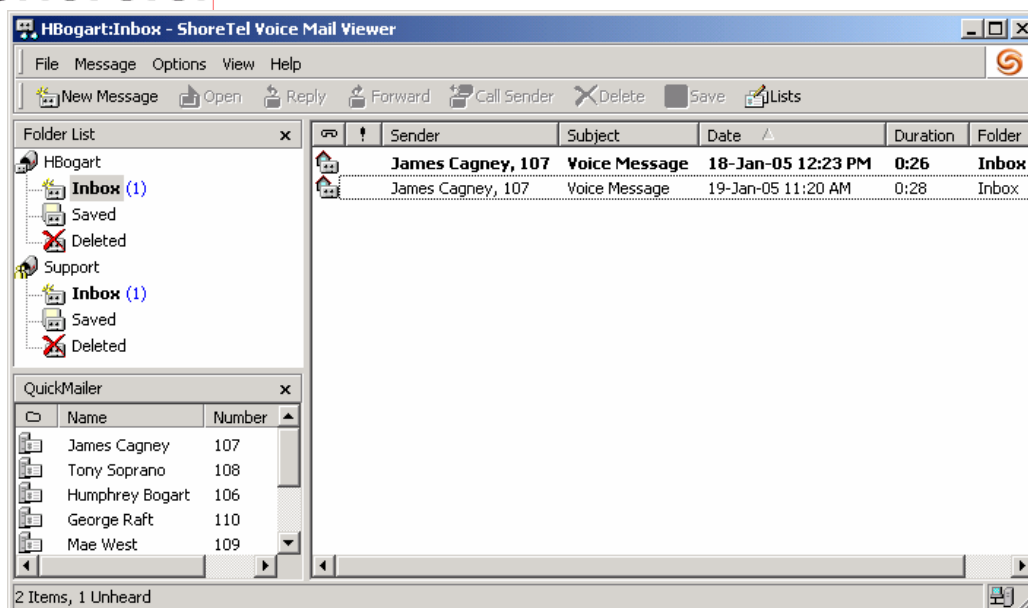 HBogart:Inbox - ShoreTel Voice Mail Viewer
File Message Options View Help
New Message Open Reply Forward Call Sender Delete Save Lists
Folder List x
HBogart
Inbox (1)
Saved
Deleted
Support
Inbox (1)
Saved
Deleted
QuickMailer x
Name Number
James Cagney 107
Tony Soprano 108
Humphrey Bogart 106
George Raft 110
Mae West 109
! Sender Subject Date Duration Folder
James Cagney, 107 Voice Message 18-Jan-05 12:23 PM 0:26 Inbox
James Cagney, 107 Voice Message 19-Jan-05 11:20 AM 0:28 Inbox
2 Items, 1 Unheard